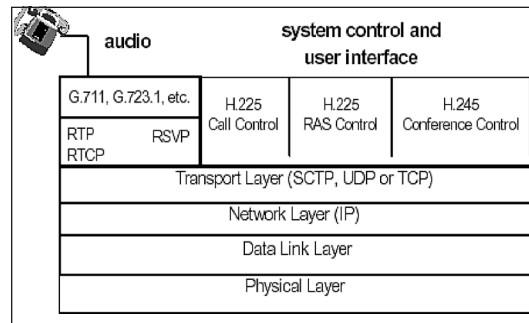 audio
system control and
user interface
G.711, G.723.1, etc.
RTP RSVP
RTCP
H.225
Call Control
H.225
RAS Control
H.245
Conference Control
Transport Layer (SCTP, UDP or TCP)
Network Layer (IP)
Data Link Layer
Physical Layer